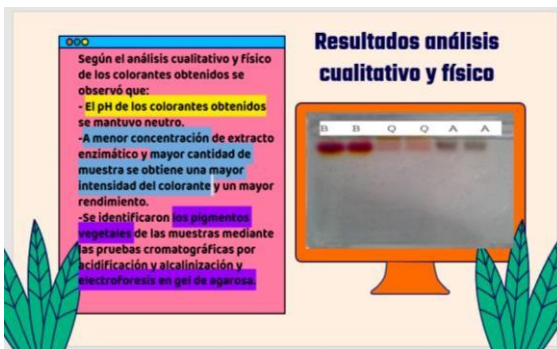 Resultados análisis
cualitativo y físico
Según el análisis cualitativo y físico
de los colorantes obtenidos se
observó que:
- El pH de los colorantes obtenidos
se mantuvo neutro.
-A menor concentración de extracto
enzimático y mayor cantidad de
muestra se obtiene una mayor
intensidad del colorante y un mayor
rendimiento.
-Se identificaron los pigmentos
vegetales de las muestras mediante
las pruebas cromatográficas por
acidificación y alcalinización y
electroforesis en gel de agarosa.
B B Q Q A A